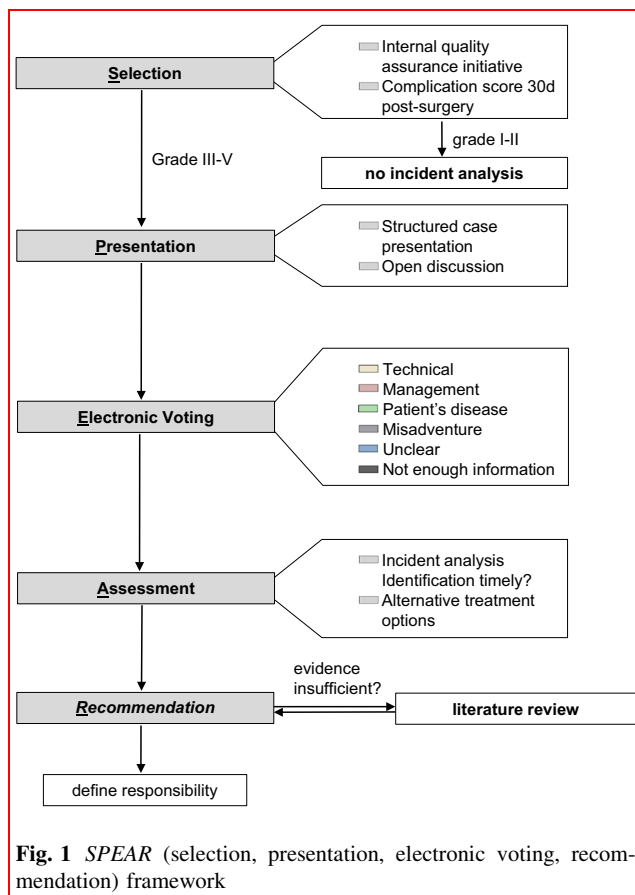 Internal quality
assurance initiative
Selection
Complication score 30d
post-surgery
grade I-II
Grade III-V
no incident analysis
Structured case
presentation
Presentation
Open discussion
Technical
Management
Patient's disease
Electronic Voting
Misadventure
Unclear
Not enough information
Incident analysis
Identification timely?
Assessment
Alternative treatment
options
evidence
insufficient?
Recommendation
literature review
define responsibility
Fig. 1 SPEAR (selection, presentation, electronic voting, recom-
mendation) framework